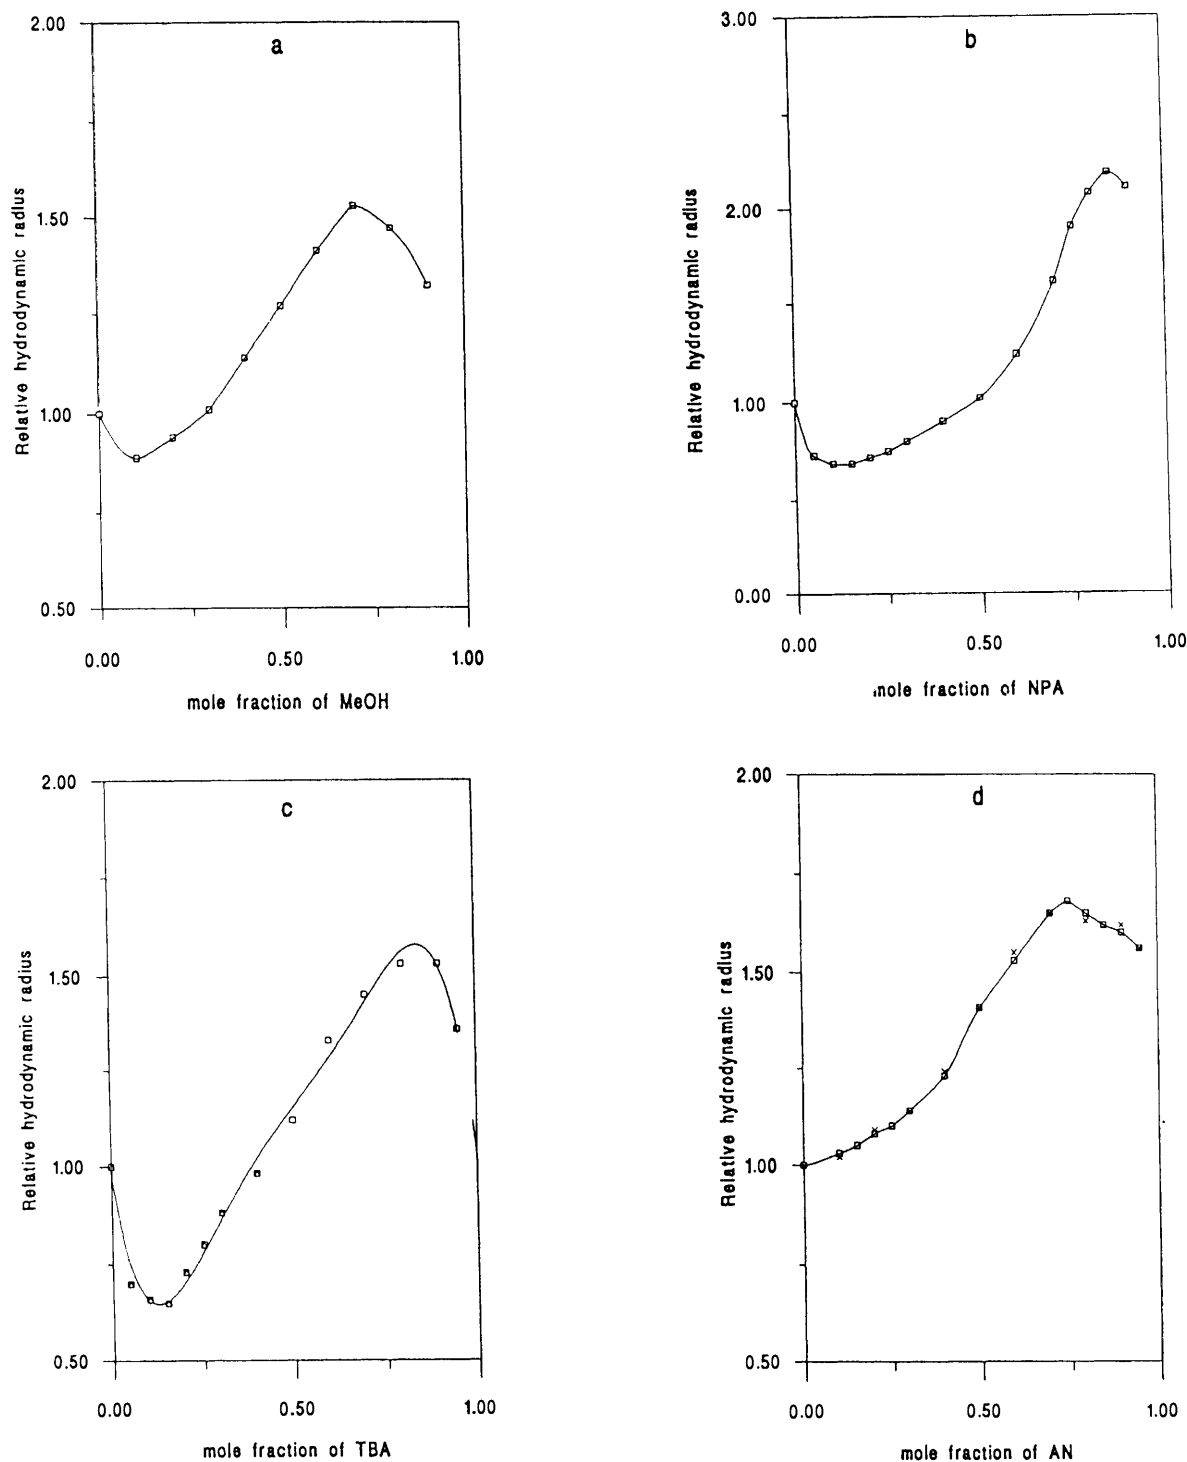 2.00
a
1.50
1.00
0.50
0.00 0.50 1.00
Relative hydrodynamic radius
mole fraction of MeOH
3.00
b
2.00
1.00
0.00
0.00 0.50 1.00
Relative hydrodynamic radius
mole fraction of NPA
2.00
c
1.50
1.00
0.50
0.00 0.50 1.00
Relative hydrodynamic radius
mole fraction of TBA
2.00
d
1.50
1.00
0.50
0.00 0.50 1.00
Relative hydrodynamic radius
mole fraction of AN